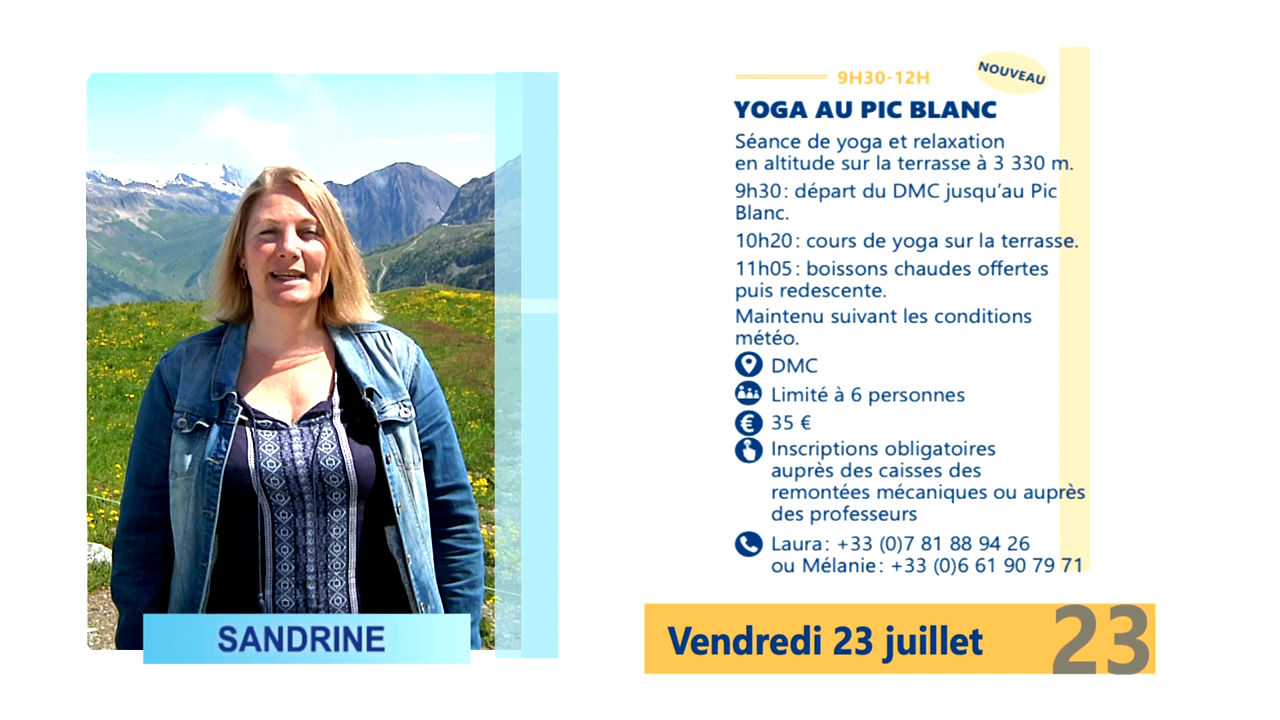 9H30-12H
NOUVEAU
YOGA AU PIC BLANC
Séance de yoga et relaxation
en altitude sur la terrasse à 3 330 m.
9h30 : départ du DMC jusqu'au Pic
Blanc.
10h20 : cours de yoga sur la terrasse.
11h05 : boissons chaudes offertes
puis redescente.
Maintenu suivant les conditions
météo.
DMC
Limité à 6 personnes
35 €
Inscriptions obligatoires
auprès des caisses des
remontées mécaniques ou auprès
des professeurs
Laura : +33 (0)7 81 88 94 26
ou Mélanie : +33 (0)6 61 90 79 71
SANDRINE
Vendredi 23 juillet
23